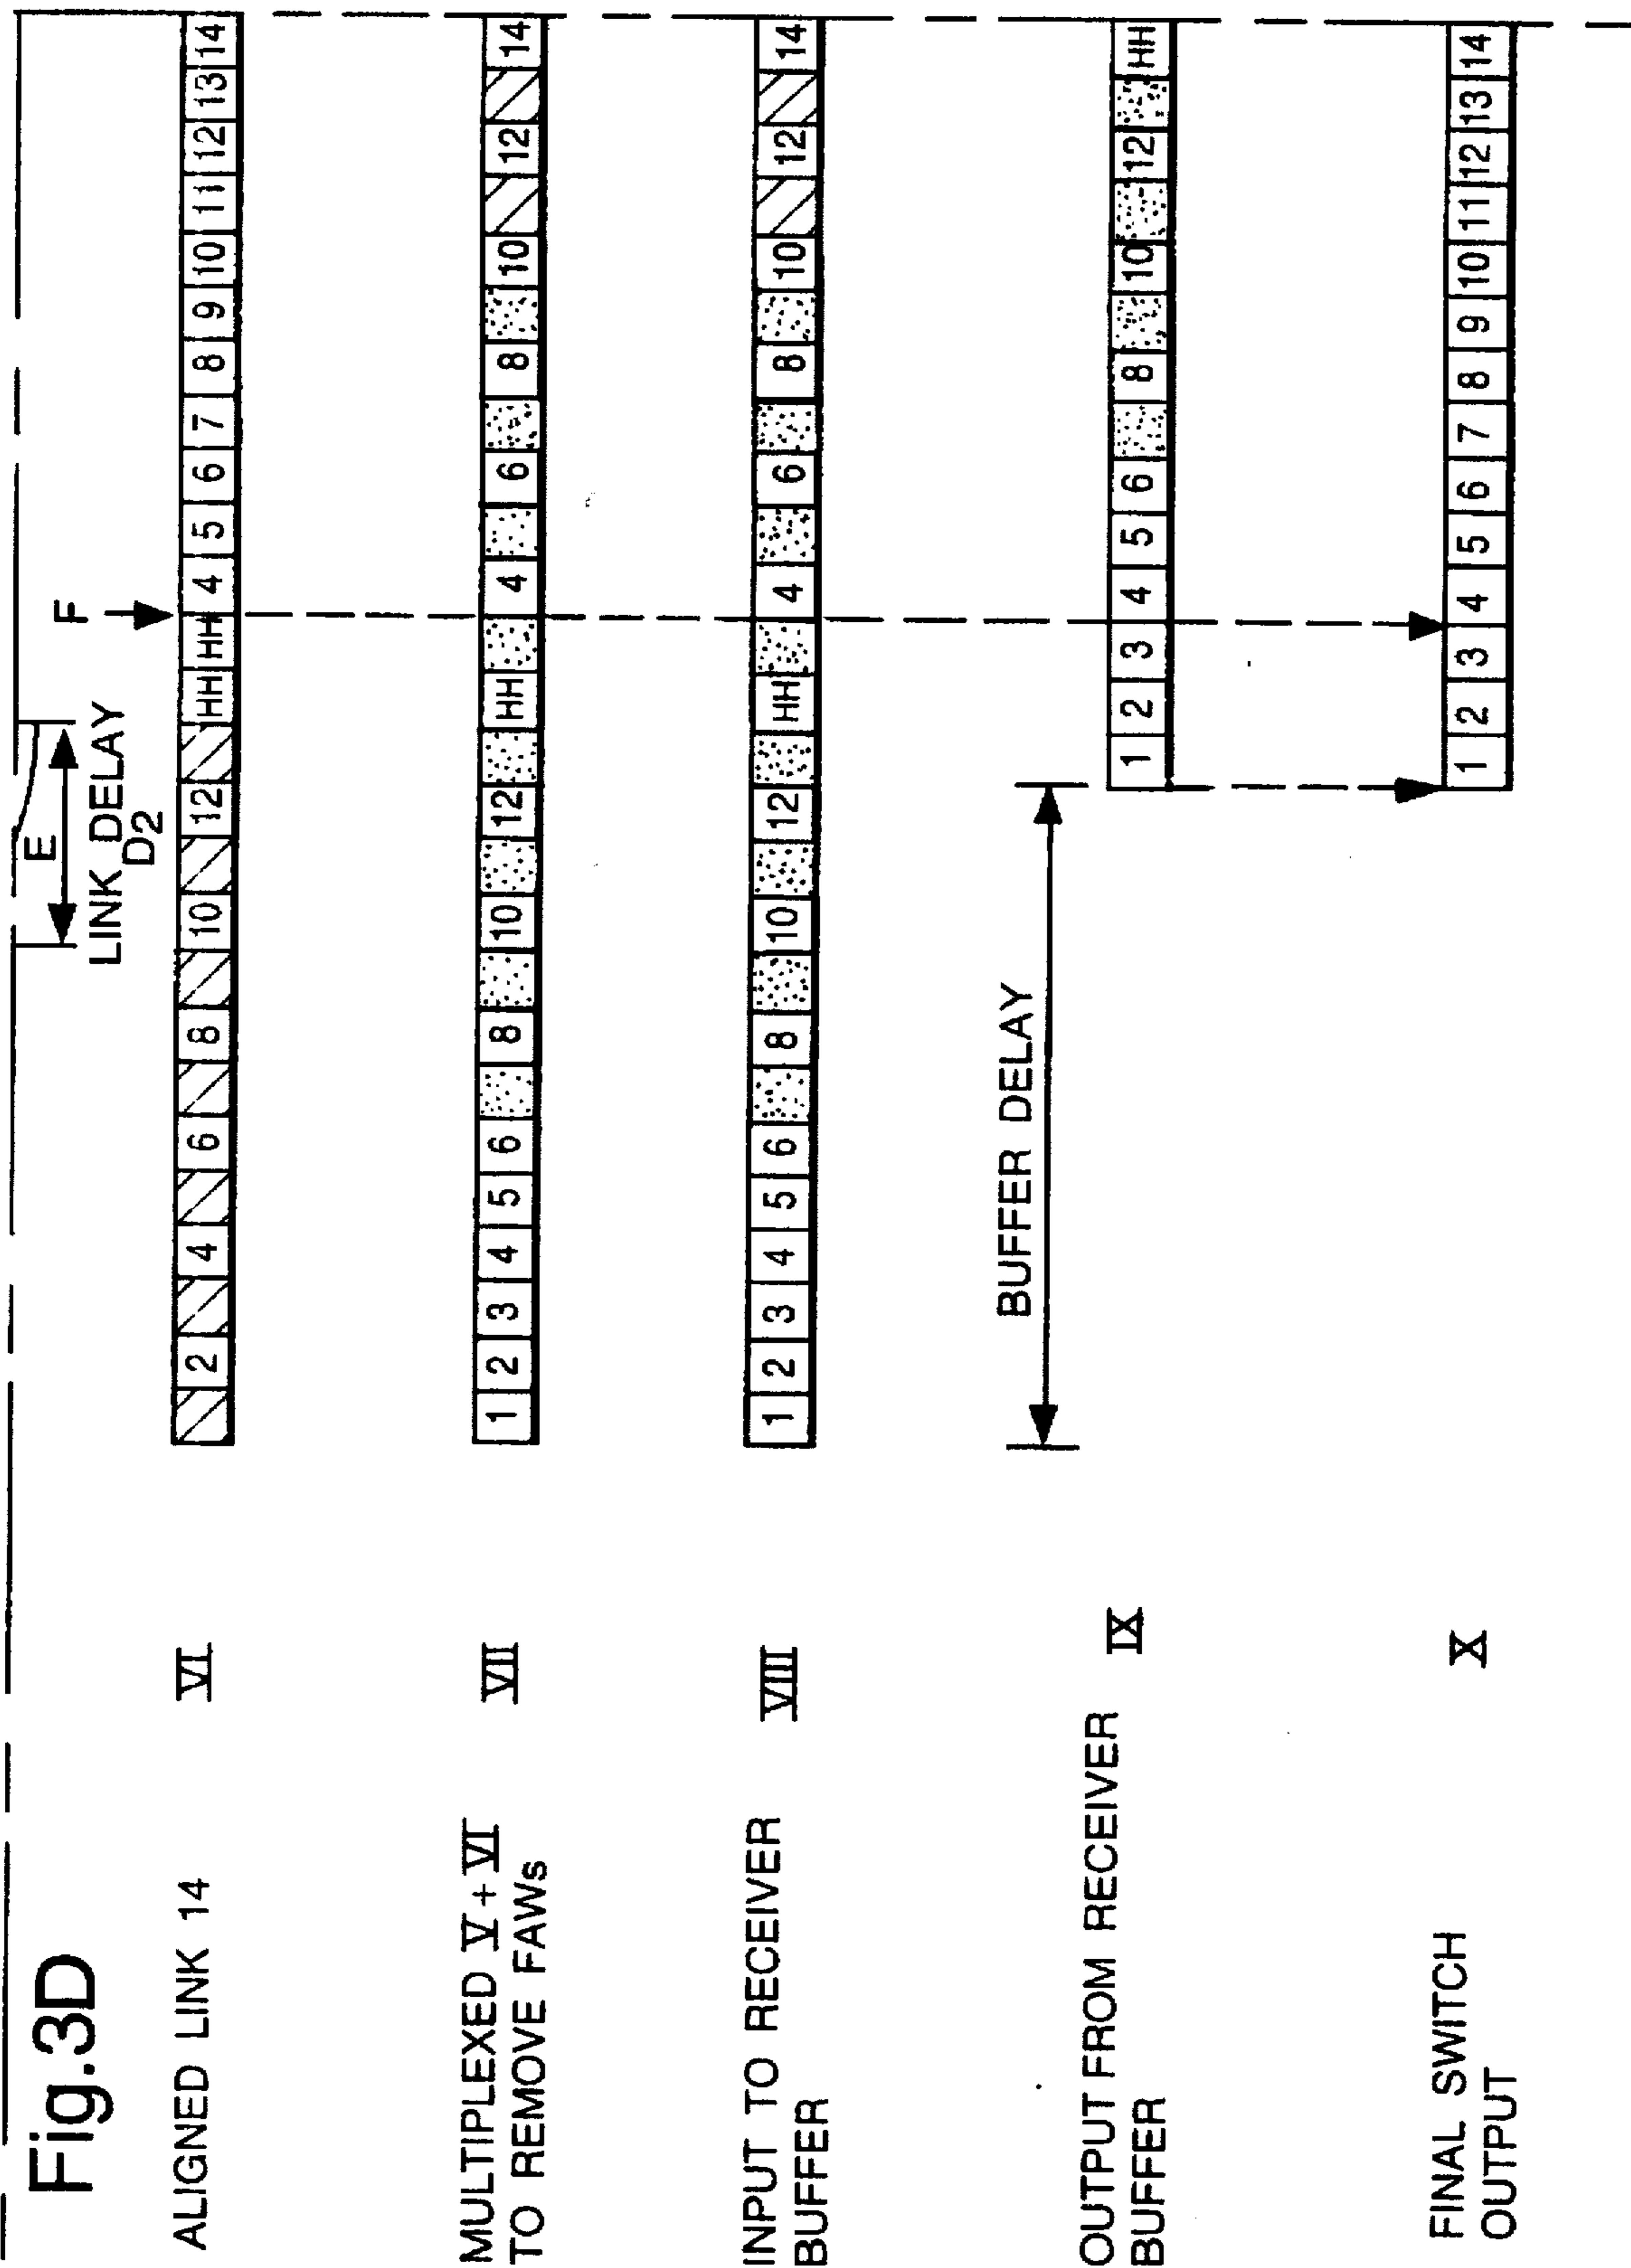 Fig.3D
E
LINK DELAY
D2
F
ALIGNED LINK 14 VI 2 4 6 8 10 12 HH HH 4 5 6 7 8 9 10 11 12 13 14
MULTIPLEXED V+VI VII 1 2 3 4 5 6 8 10 12 HH 4 6 8 10 12 14
TO REMOVE FAWs
INPUT TO RECEIVER VIII 1 2 3 4 5 6 8 10 12 HH 4 6 8 10 12 14
BUFFER
BUFFER DELAY
OUTPUT FROM RECEIVER IX 1 2 3 4 5 6 8 10 12 HH
BUFFER
FINAL SWITCH X 1 2 3 4 5 6 7 8 9 10 11 12 13 14
OUTPUT